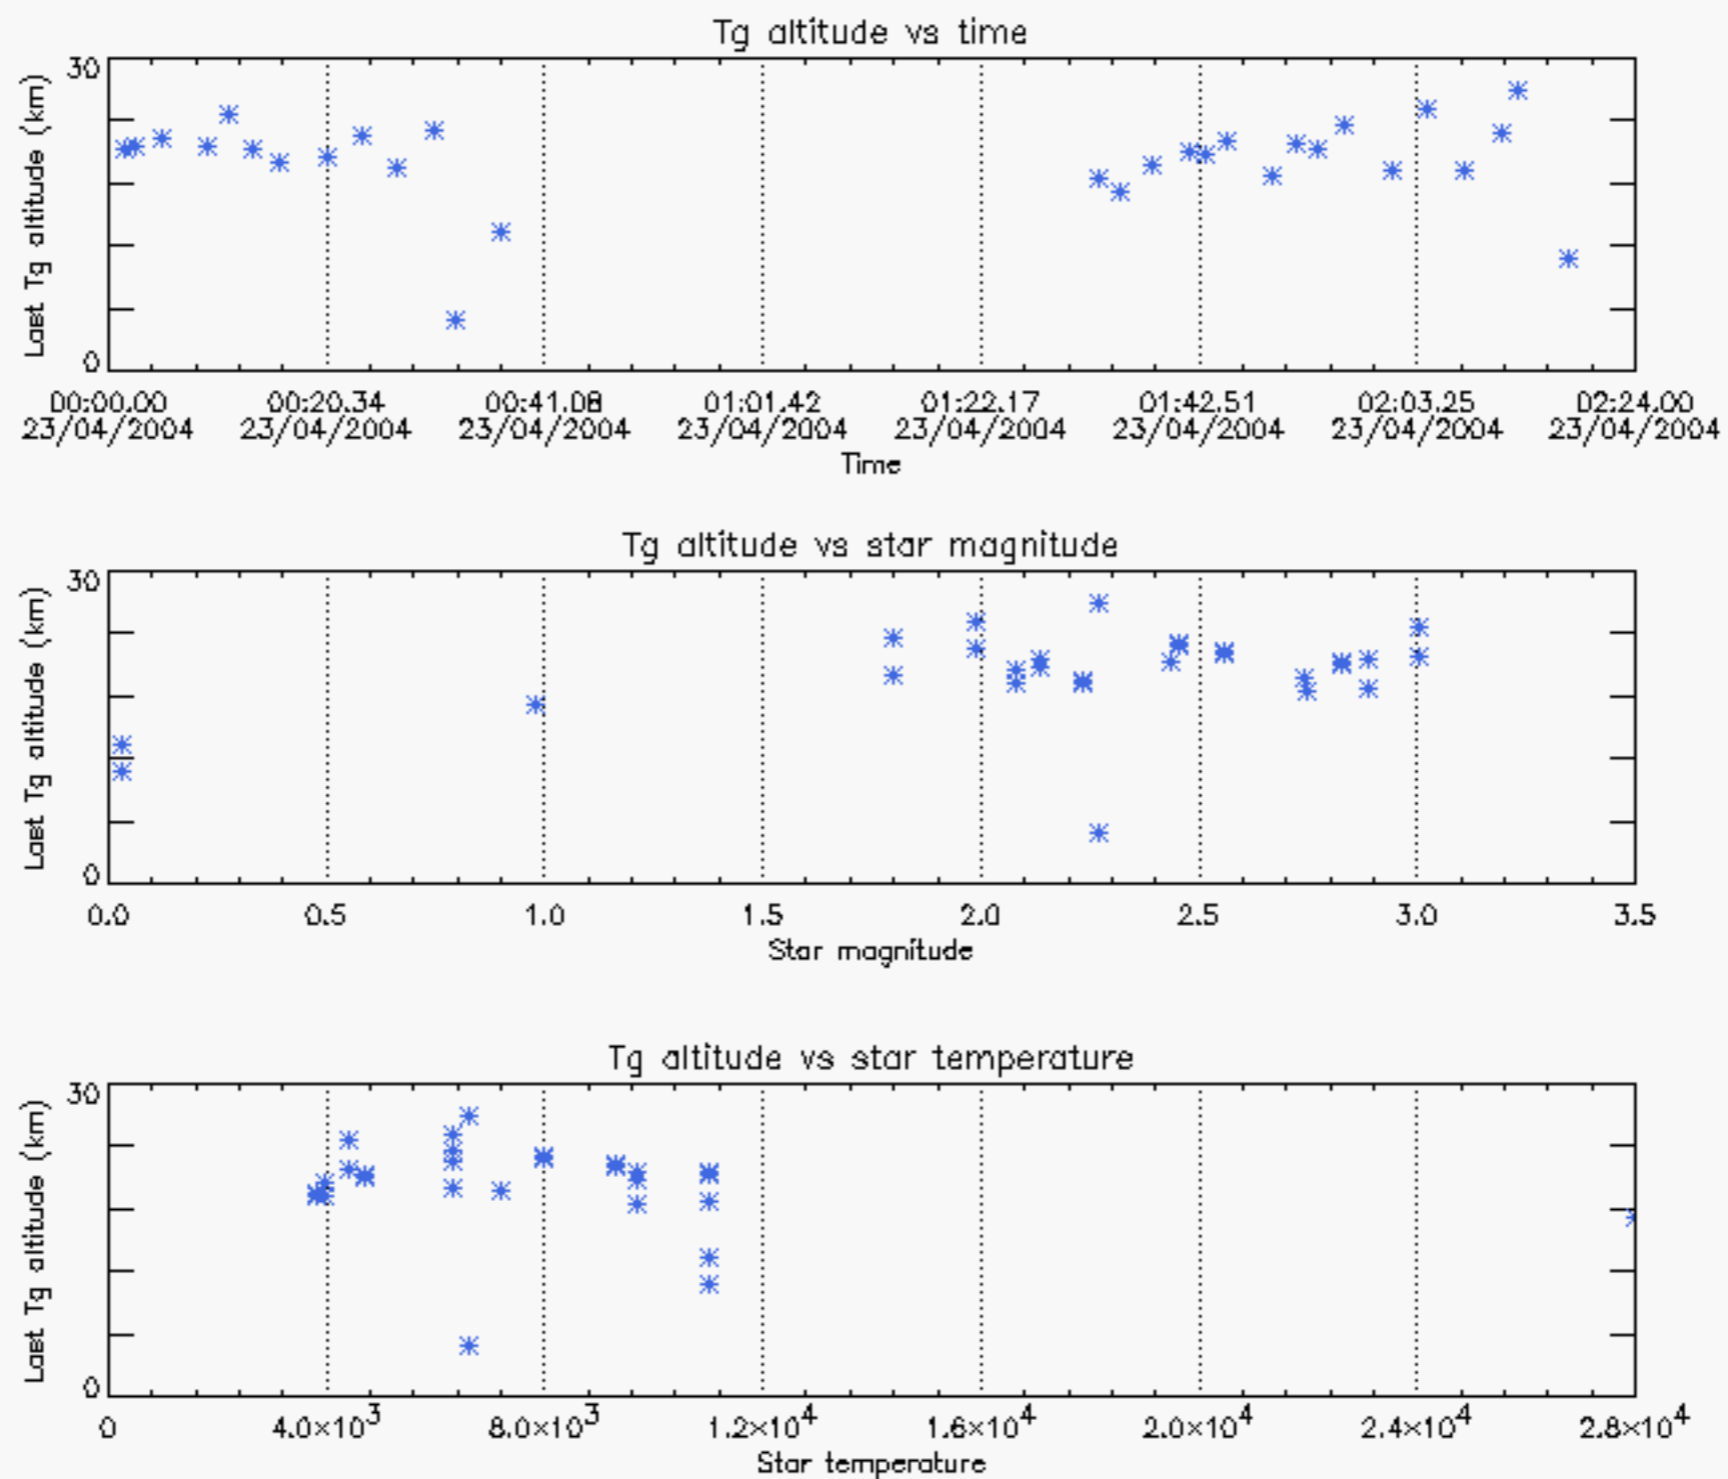 Tg altitude vs time
Last Tg altitude (km)
30
0
00:00.00 00:20.34 00:41.08 01:01.42 01:22.17 01:42.51 02:03.25 02:24.00
23/04/2004 23/04/2004 23/04/2004 23/04/2004 23/04/2004 23/04/2004 23/04/2004 23/04/2004
Time
Tg altitude vs star magnitude
Last Tg altitude (km)
30
0
0.0 0.5 1.0 1.5 2.0 2.5 3.0 3.5
Star magnitude
Tg altitude vs star temperature
Last Tg altitude (km)
30
0
0 4.0×10³ 8.0×10³ 1.2×10⁴ 1.6×10⁴ 2.0×10⁴ 2.4×10⁴ 2.8×10⁴
Star temperature